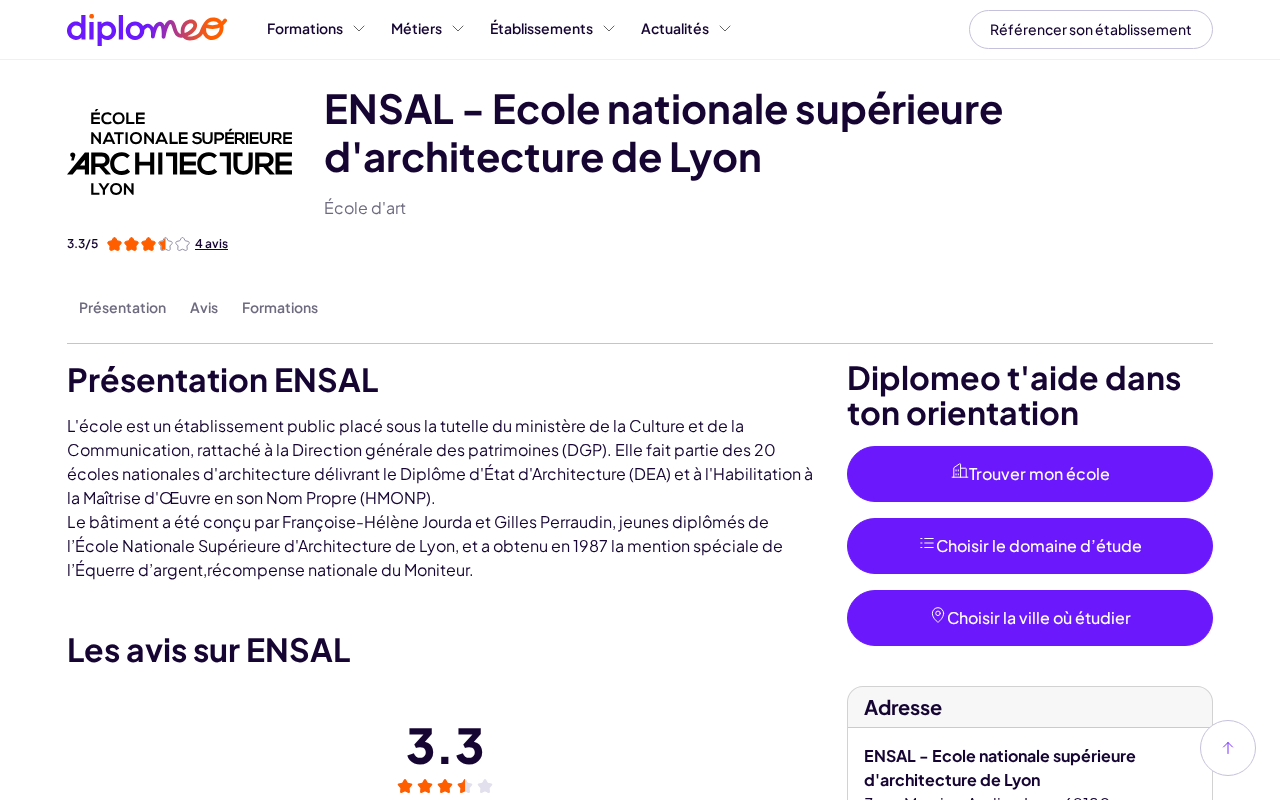 diplomeo
Formations
Métiers
Établissements
Actualités
Référencer son établissement
ÉCOLE
NATIONALE SUPÉRIEURE
'ARCHITECTURE
LYON
ENSAL - Ecole nationale supérieure
d'architecture de Lyon
École d'art
3.3/5
4 avis
Présentation
Avis
Formations
Présentation ENSAL
L'école est un établissement public placé sous la tutelle du ministère de la Culture et de la
Communication, rattaché à la Direction générale des patrimoines (DGP). Elle fait partie des 20
écoles nationales d'architecture délivrant le Diplôme d'État d'Architecture (DEA) et à l'Habilitation à
la Maîtrise d'Œuvre en son Nom Propre (HMONP).
Le bâtiment a été conçu par Françoise-Hélène Jourda et Gilles Perraudin, jeunes diplômés de
l’École Nationale Supérieure d'Architecture de Lyon, et a obtenu en 1987 la mention spéciale de
l’Équerre d’argent,récompense nationale du Moniteur.
Les avis sur ENSAL
3.3
Diplomeo t'aide dans
ton orientation
Trouver mon école
Choisir le domaine d’étude
Choisir la ville où étudier
Adresse
ENSAL - Ecole nationale supérieure
d'architecture de Lyon